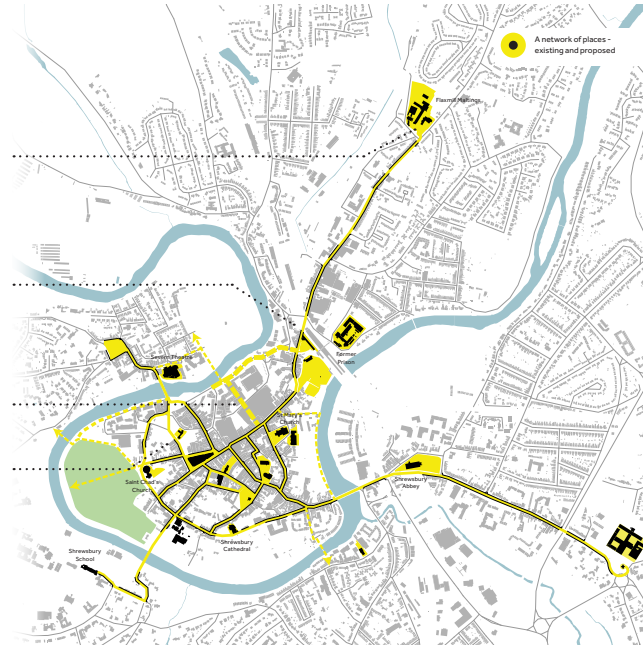 A network of places -
existing and proposed
Flaxmill Maltings
Former
Prison
Severn Theatre
St Mary's
Church
Shrewsbury
Abbey
Saint Chad's
Church
Shrewsbury
Cathedral
Shrewsbury
School